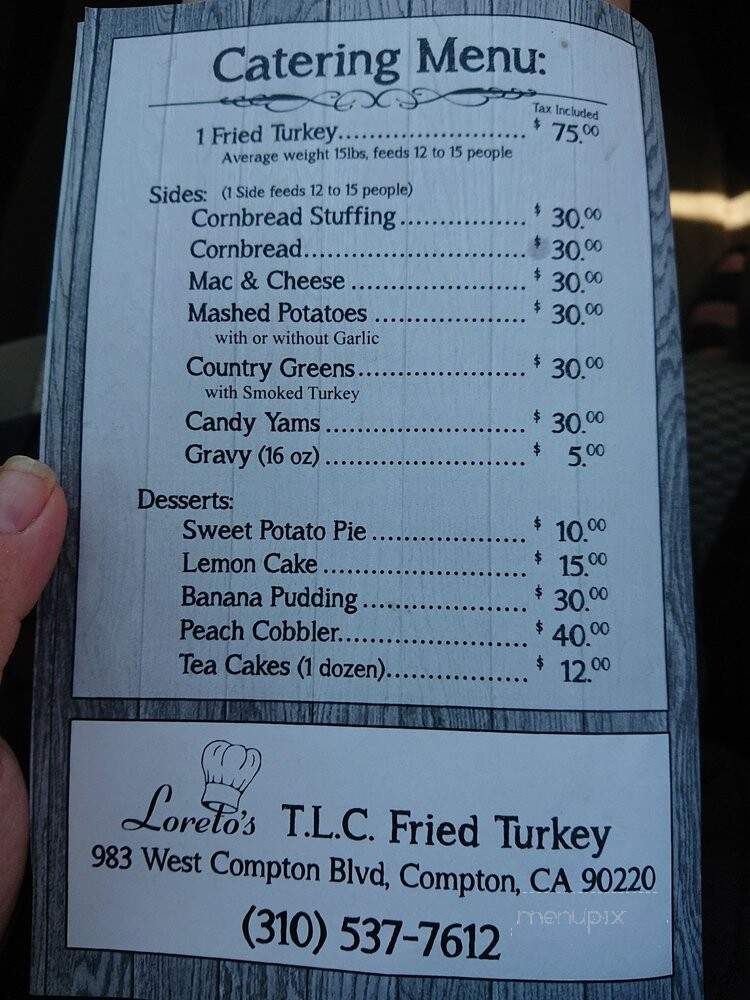 Catering Menu:
Tax Included
1 Fried Turkey........................ $ 75.00
Average weight 15lbs, feeds 12 to 15 people
Sides: (1 Side feeds 12 to 15 people)
Cornbread Stuffing................ $ 30.00
Cornbread............................ $ 30.00
Mac & Cheese ...................... $ 30.00
Mashed Potatoes ................... $ 30.00
with or without Garlic
Country Greens..................... $ 30.00
with Smoked Turkey
Candy Yams ......................... $ 30.00
Gravy (16 oz) ......................... $ 5.00
Desserts:
Sweet Potato Pie ................... $ 10.00
Lemon Cake ......................... $ 15.00
Banana Pudding .................... $ 30.00
Peach Cobbler....................... $ 40.00
Tea Cakes (1 dozen)................. $ 12.00
Loreto's T.L.C. Fried Turkey
983 West Compton Blvd, Compton, CA 90220
(310) 537-7612
menupix